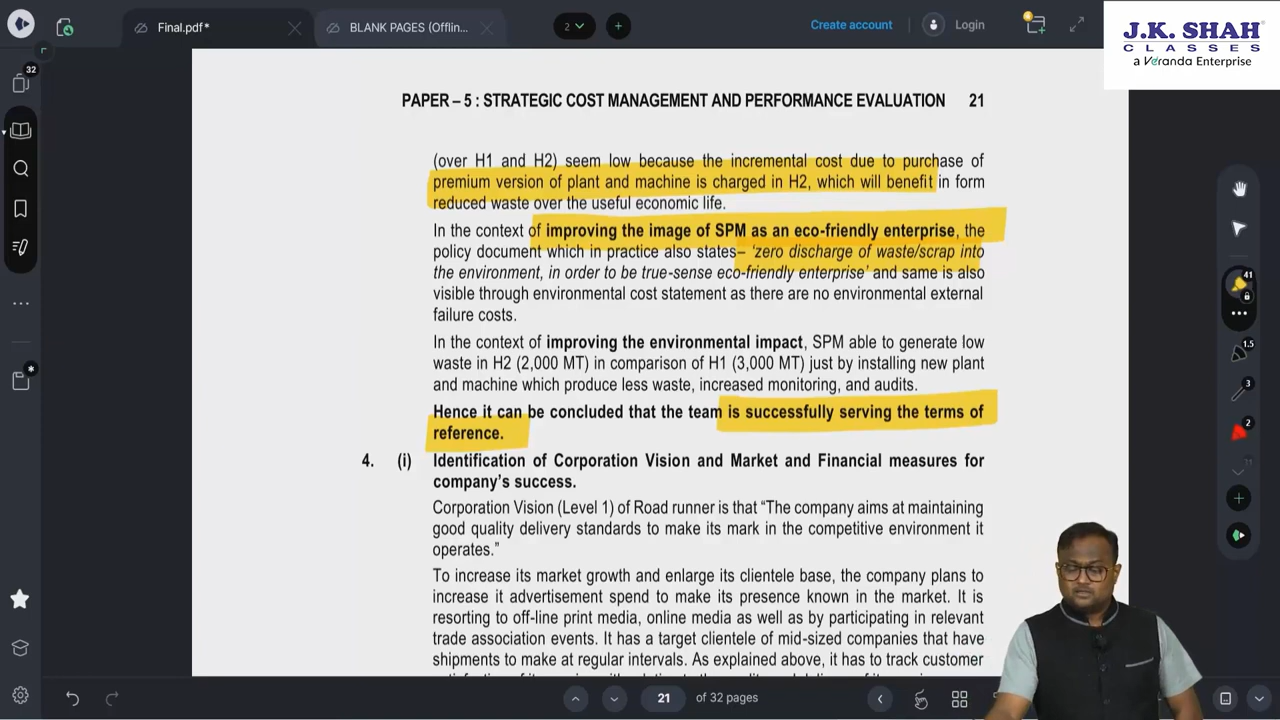 Final.pdf*
BLANK PAGES (Offlin...
2
Create account
Login
J.K. SHAH
CLASSES
a Veranda Enterprise
32
PAPER – 5 : STRATEGIC COST MANAGEMENT AND PERFORMANCE EVALUATION 21
(over H1 and H2) seem low because the incremental cost due to purchase of
premium version of plant and machine is charged in H2, which will benefit in form
reduced waste over the useful economic life.
In the context of improving the image of SPM as an eco-friendly enterprise, the
policy document which in practice also states– ‘zero discharge of waste/scrap into
the environment, in order to be true-sense eco-friendly enterprise’ and same is also
visible through environmental cost statement as there are no environmental external
failure costs.
In the context of improving the environmental impact, SPM able to generate low
waste in H2 (2,000 MT) in comparison of H1 (3,000 MT) just by installing new plant
and machine which produce less waste, increased monitoring, and audits.
Hence it can be concluded that the team is successfully serving the terms of
reference.
4. (i) Identification of Corporation Vision and Market and Financial measures for
company’s success.
Corporation Vision (Level 1) of Road runner is that “The company aims at maintaining
good quality delivery standards to make its mark in the competitive environment it
operates.”
To increase its market growth and enlarge its clientele base, the company plans to
increase it advertisement spend to make its presence known in the market. It is
resorting to off-line print media, online media as well as by participating in relevant
trade association events. It has a target clientele of mid-sized companies that have
shipments to make at regular intervals. As explained above, it has to track customer
41
1.5
3
2
21 of 32 pages